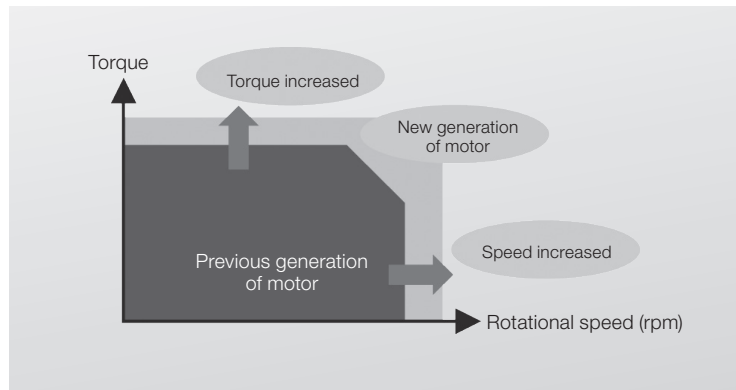 Torque
Torque increased
New generation
of motor
Previous generation
of motor
Speed increased
Rotational speed (rpm)